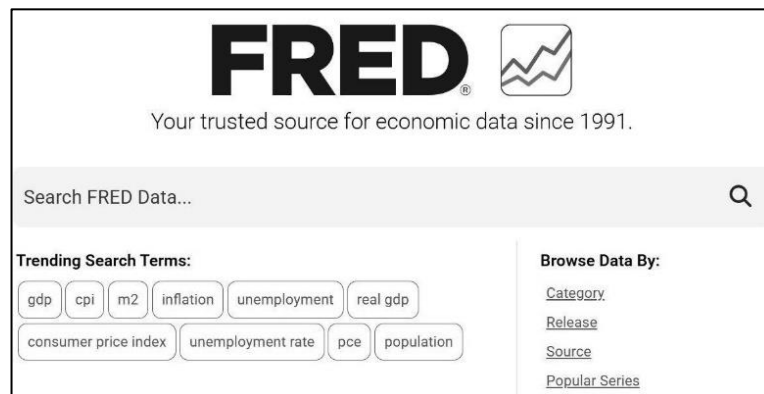 FRED®
Your trusted source for economic data since 1991.
Search FRED Data...
Trending Search Terms:
gdp cpi m2 inflation unemployment real gdp
consumer price index unemployment rate pce population
Browse Data By:
Category
Release
Source
Popular Series